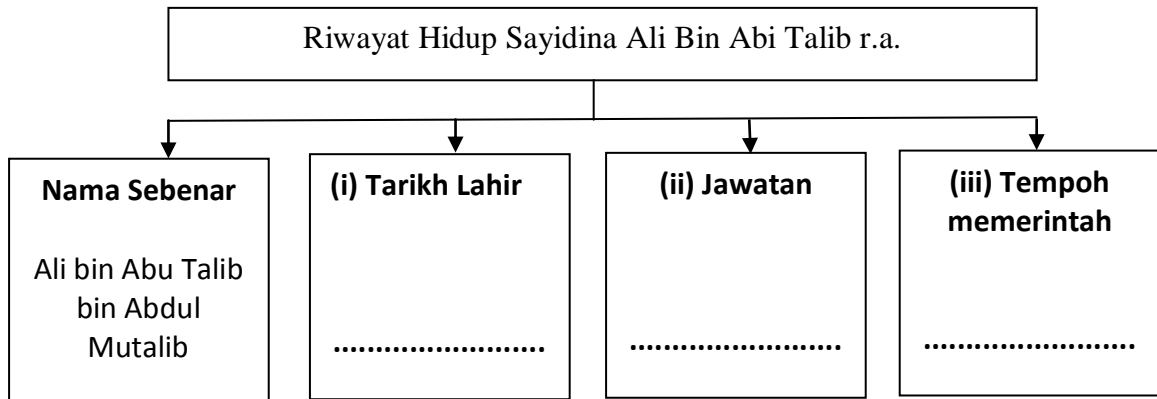 Riwayat Hidup Sayidina Ali Bin Abi Talib r.a.
Nama Sebenar
Ali bin Abu Talib
bin Abdul
Mutalib
(i) Tarikh Lahir
.........................
(ii) Jawatan
.........................
(iii) Tempoh
memerintah
.........................